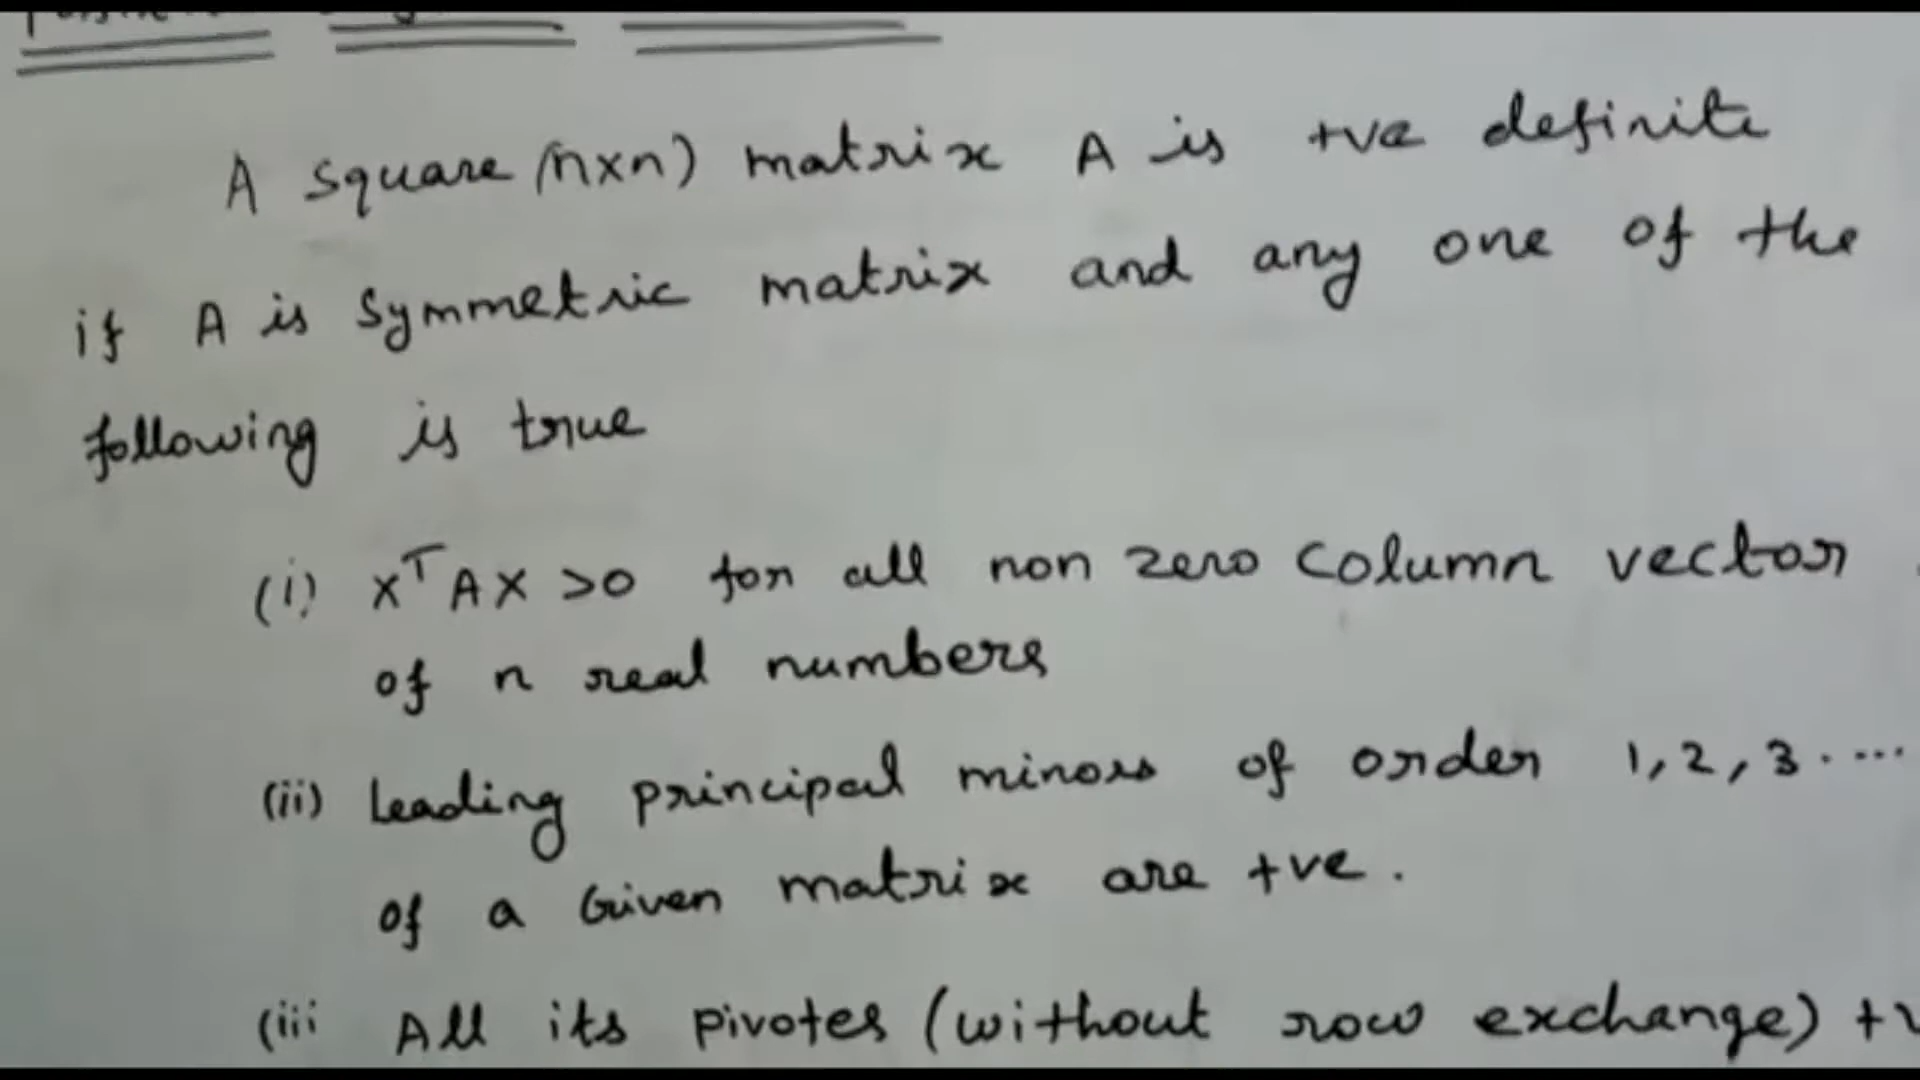 A square (n×n) matrix A is +ve definite
if A is Symmetric matrix and any one of the
following is true
(i) X^T A X >0 for all non zero Column vector
of n real numbers
(ii) Leading principal minors of order 1, 2, 3. ...
of a Given matrix are +ve.
(iii All its pivotes (without row exchange)